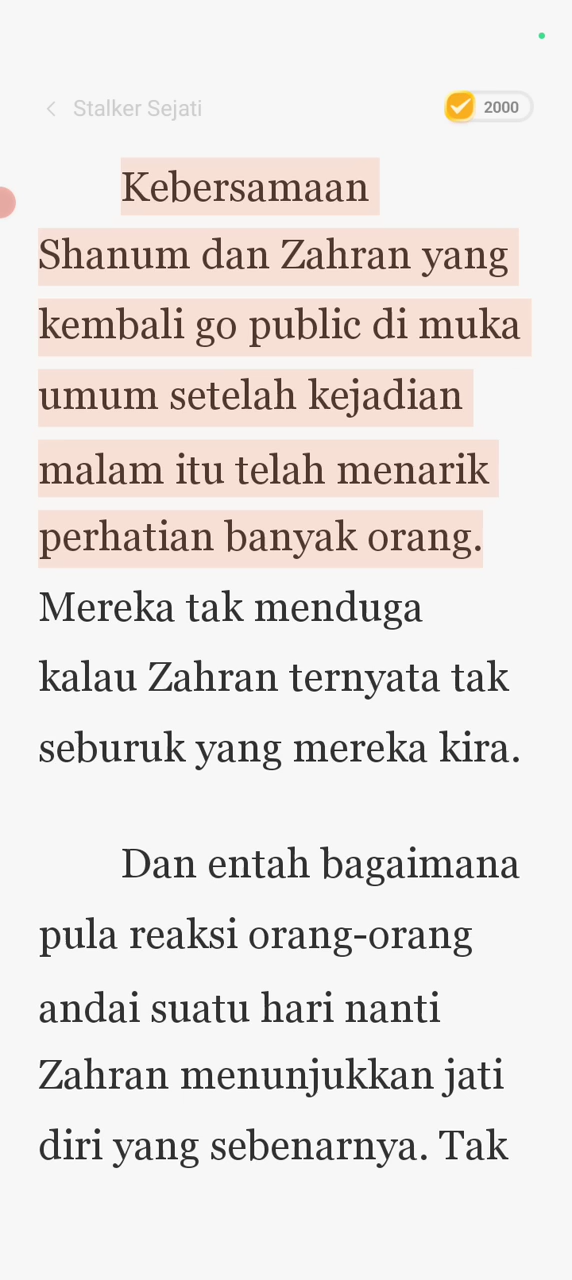 Stalker Sejati
2000
Kebersamaan
Shanum dan Zahran yang
kembali go public di muka
umum setelah kejadian
malam itu telah menarik
perhatian banyak orang.
Mereka tak menduga
kalau Zahran ternyata tak
seburuk yang mereka kira.
Dan entah bagaimana
pula reaksi orang-orang
andai suatu hari nanti
Zahran menunjukkan jati
diri yang sebenarnya. Tak